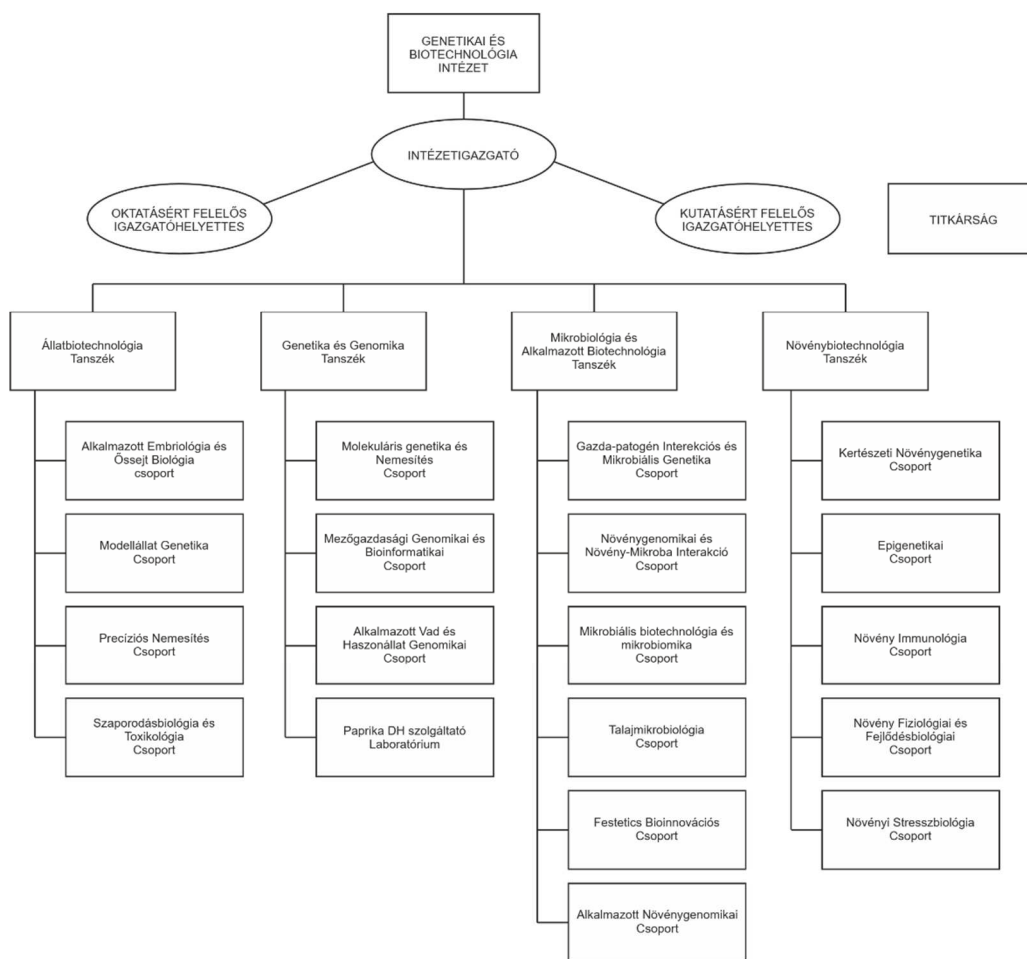 GENETIKAI ÉS
BIOTECHNOLÓGIA
INTÉZET
INTÉZETIGAZGATÓ
OKTATÁSÉRT FELELŐS
IGAZGATÓHELYETTES
KUTATÁSÉRT FELELŐS
IGAZGATÓHELYETTES
TITKÁRSÁG
Állatbiotechnológia
Tanszék
Genetika és Genomika
Tanszék
Mikrobiológia és
Alkalmazott Biotechnológia
Tanszék
Növénybiotechnológia
Tanszék
Alkalmazott Embriológia és
Őssejt Biológia
csoport
Modellállat Genetika
Csoport
Precíziós Nemesítés
Csoport
Szaporodásbiológia és
Toxikológia
Csoport
Molekuláris genetika és
Nemesítés
Csoport
Mezőgazdasági Genomikai és
Bioinformatikai
Csoport
Alkalmazott Vad és
Haszonállat Genomikai
Csoport
Paprika DH szolgáltató
Laboratórium
Gazda-patogén Interekciós és
Mikrobiális Genetika
Csoport
Növénygenomikai és
Növény-Mikroba Interakció
Csoport
Mikrobiális biotechnológia és
mikrobiomika
Csoport
Talajmikrobiológia
Csoport
Festetics Bioinnovációs
Csoport
Alkalmazott Növénygenomikai
Csoport
Kertészeti Növénygenetika
Csoport
Epigenetikai
Csoport
Növény Immunológia
Csoport
Növény Fiziológiai és
Fejlődésbiológiai
Csoport
Növényi Stresszbiológia
Csoport